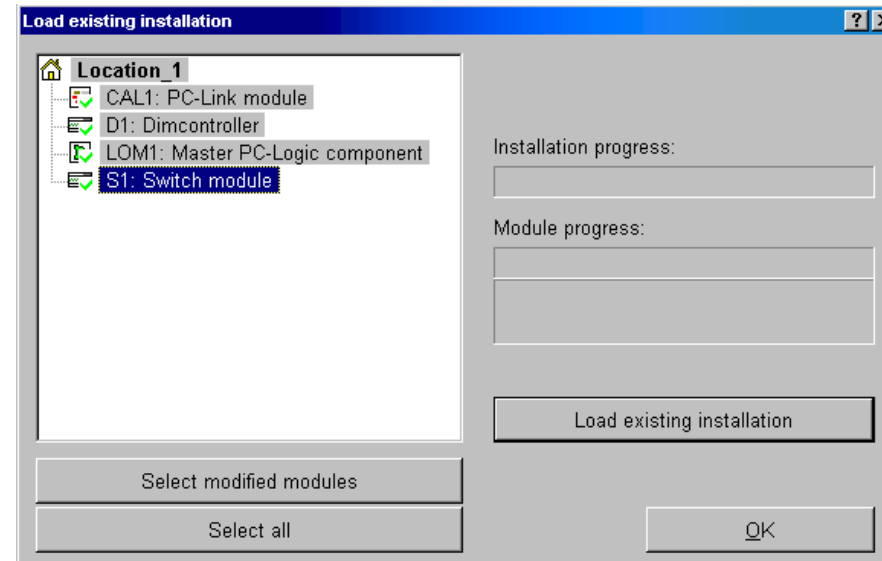 Load existing installation
Location_1
CAL1: PC-Link module
D1: Dimcontroller
LOM1: Master PC-Logic component
S1: Switch module
Installation progress:
Module progress:
Load existing installation
Select modified modules
Select all
OK